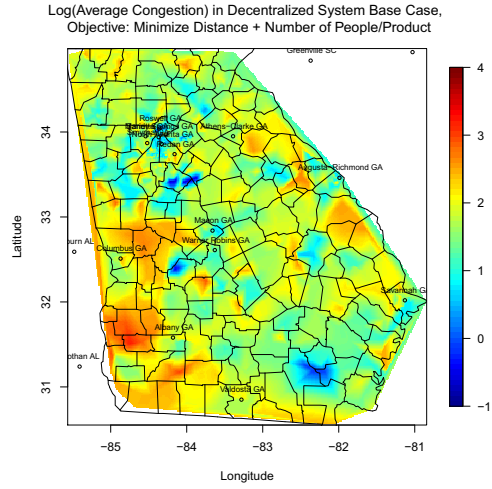 Log(Average Congestion) in Decentralized System Base Case,
Objective: Minimize Distance + Number of People/Product
Greenville SC
Roswell GA
Athens−Clarke GA
Redan GA
Augusta−Richmond GA
Macon GA
Warner Robins GA
Columbus GA
burn AL
Savannah G
Albany GA
othan AL
Valdosta GA
34
33
32
31
Latitude
−85
−84
−83
−82
−81
Longitude
4
3
2
1
0
−1